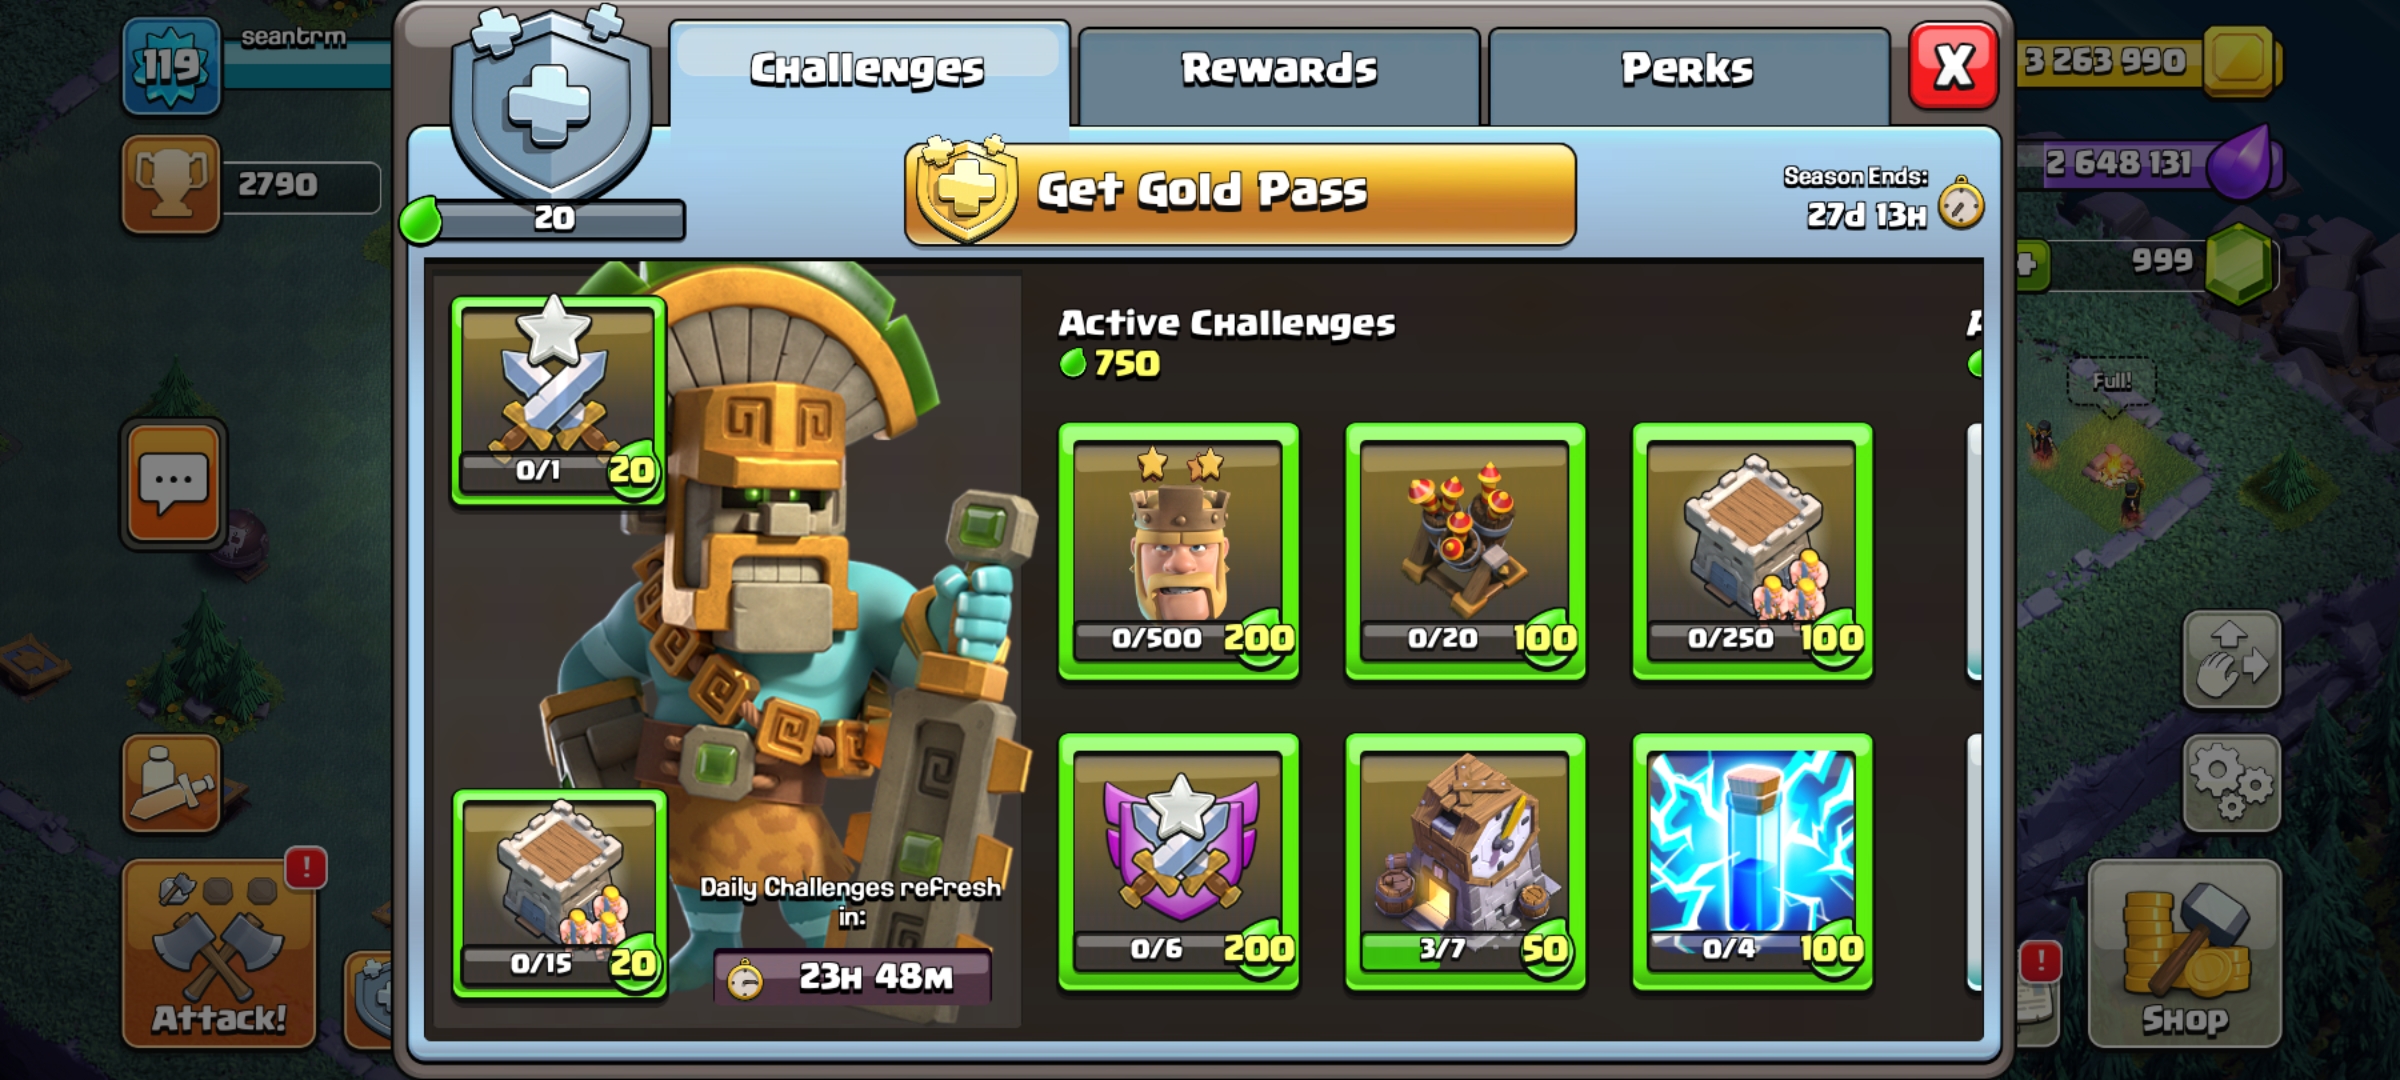 119
seantrm
2790
Challenges
Rewards
Perks
X
3 263 990
2 648 131
999
20
Get Gold Pass
Season Ends:
27d 13H
Active Challenges
750
Full!
0/1
20
0/500
200
0/20
100
0/250
100
0/15
20
Daily Challenges refresh
in:
23H 48M
0/6
200
3/7
50
0/4
100
!
Attack!
!
Shop